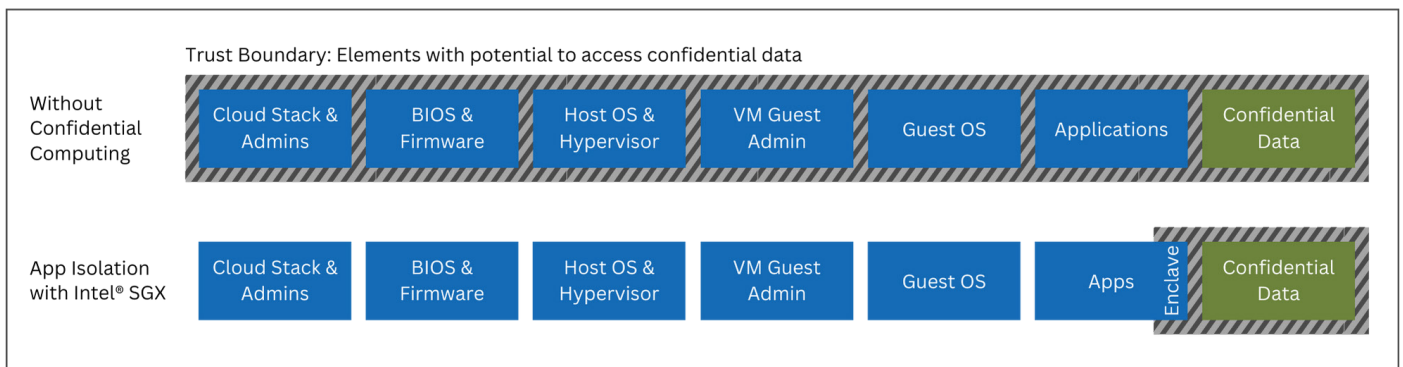 Trust Boundary: Elements with potential to access confidential data
Without
Confidential
Computing
Cloud Stack &
Admins
BIOS &
Firmware
Host OS &
Hypervisor
VM Guest
Admin
Guest OS
Applications
Confidential
Data
App Isolation
with Intel® SGX
Cloud Stack &
Admins
BIOS &
Firmware
Host OS &
Hypervisor
VM Guest
Admin
Guest OS
Apps
Enclave
Confidential
Data